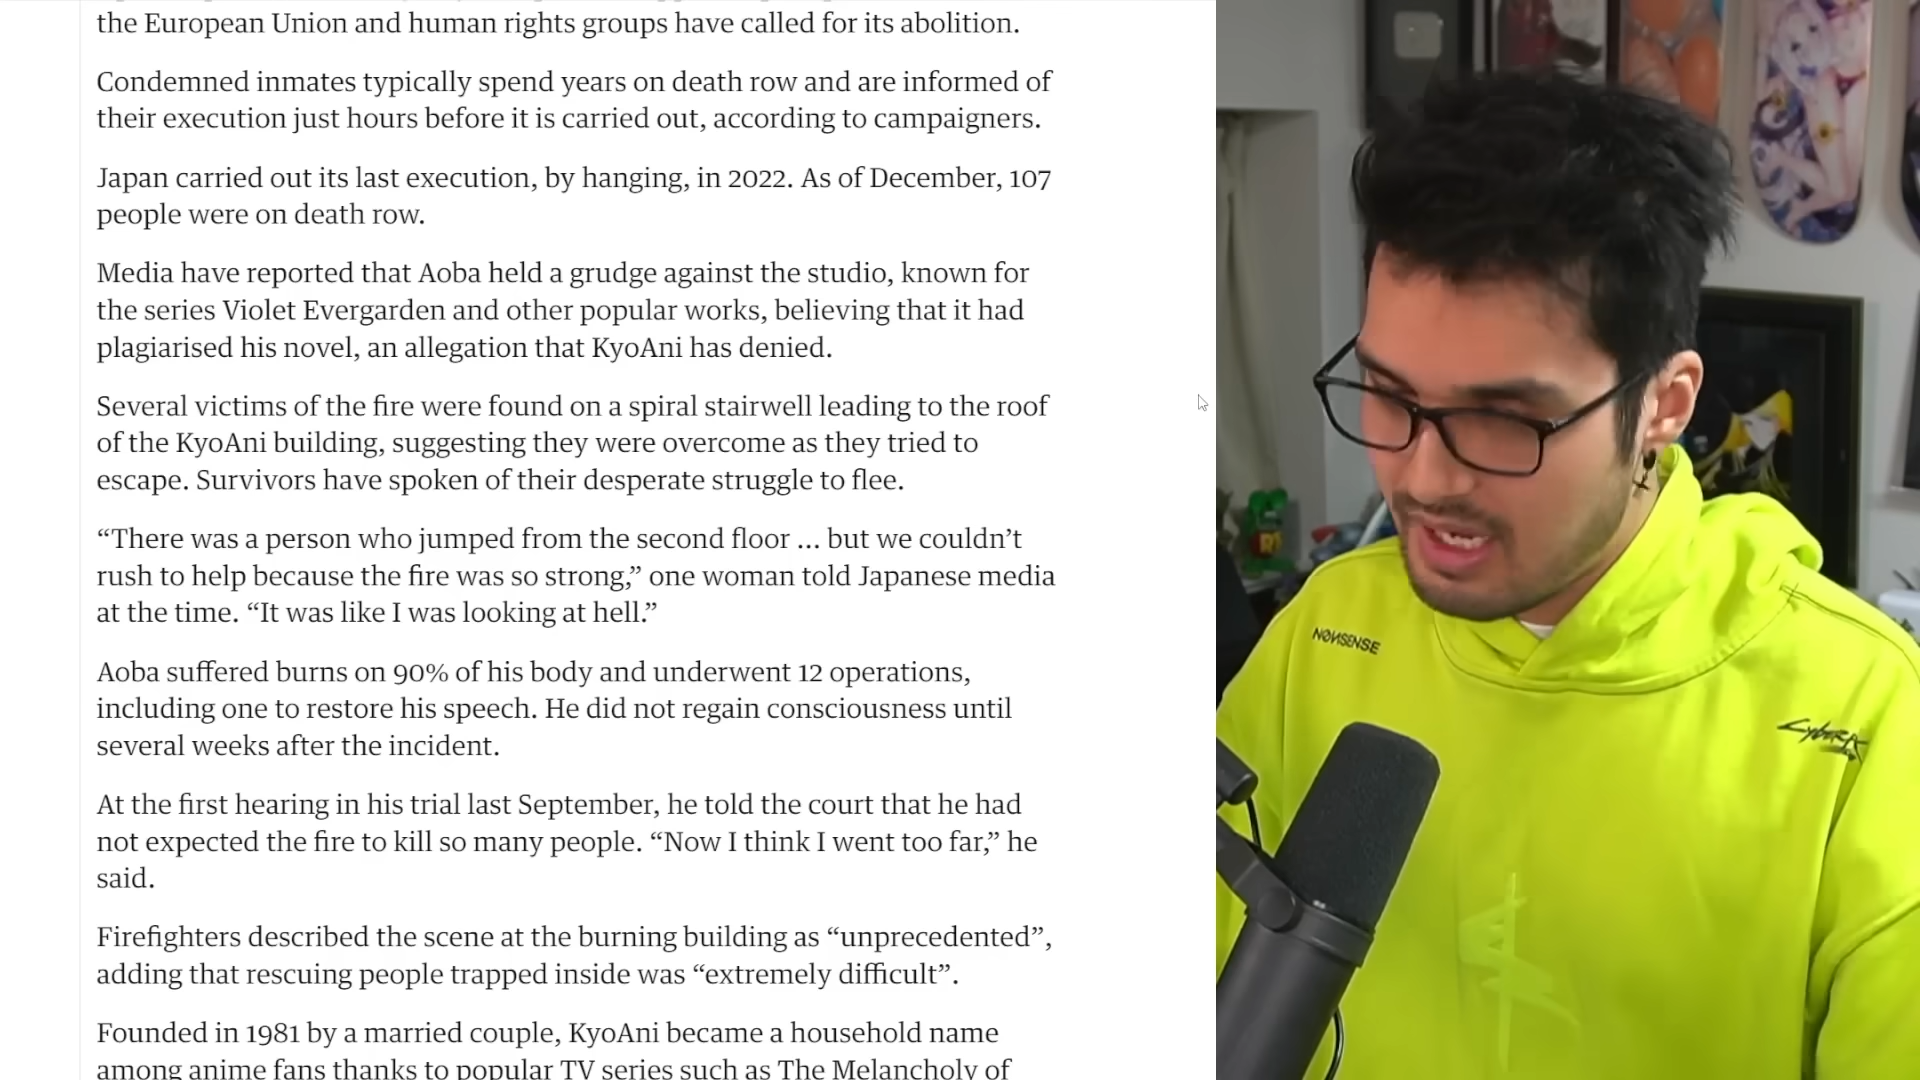 the European Union and human rights groups have called for its abolition.
Condemned inmates typically spend years on death row and are informed of
their execution just hours before it is carried out, according to campaigners.
Japan carried out its last execution, by hanging, in 2022. As of December, 107
people were on death row.
Media have reported that Aoba held a grudge against the studio, known for
the series Violet Evergarden and other popular works, believing that it had
plagiarised his novel, an allegation that KyoAni has denied.
Several victims of the fire were found on a spiral stairwell leading to the roof
of the KyoAni building, suggesting they were overcome as they tried to
escape. Survivors have spoken of their desperate struggle to flee.
“There was a person who jumped from the second floor … but we couldn’t
rush to help because the fire was so strong,” one woman told Japanese media
at the time. “It was like I was looking at hell.”
Aoba suffered burns on 90% of his body and underwent 12 operations,
including one to restore his speech. He did not regain consciousness until
several weeks after the incident.
At the first hearing in his trial last September, he told the court that he had
not expected the fire to kill so many people. “Now I think I went too far,” he
said.
Firefighters described the scene at the burning building as “unprecedented”,
adding that rescuing people trapped inside was “extremely difficult”.
Founded in 1981 by a married couple, KyoAni became a household name
among anime fans thanks to popular TV series such as The Melancholy of
NØNSENSE